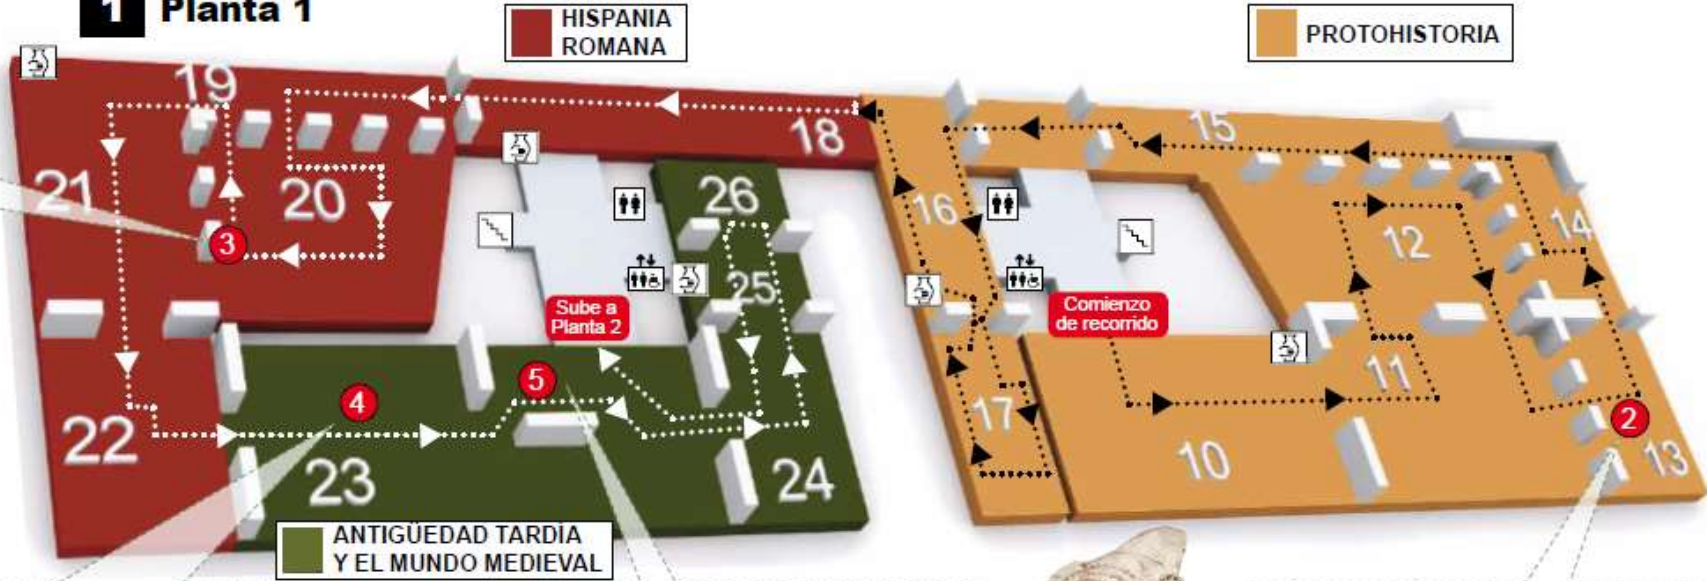 1 Planta 1
HISPANIA
ROMANA
PROTOHISTORIA
19
18
15
21
20
26
16
14
12
3
25
Sube a
Planta 2
Comienzo
de recorrido
11
5
4
17
2
22
10
13
23
24
ANTIGÜEDAD TARDÍA
Y EL MUNDO MEDIEVAL